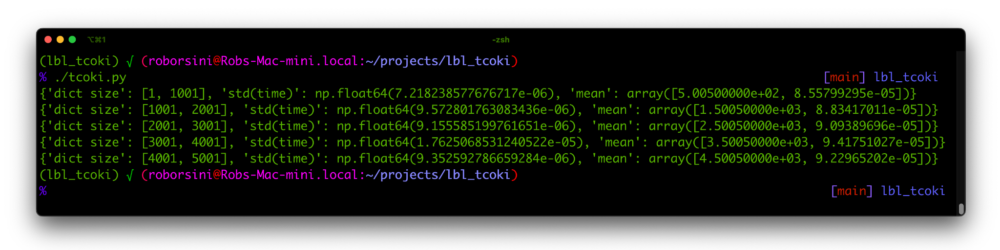 ⌥⌘1 -zsh
(lbl_tcoki) √ (roborsini@Robs-Mac-mini.local:~/projects/lbl_tcoki)
% ./tcoki.py [main] lbl_tcoki
{'dict size': [1, 1001], 'std(time)': np.float64(7.218238577676717e-06), 'mean': array([5.00500000e+02, 8.55799295e-05])}
{'dict size': [1001, 2001], 'std(time)': np.float64(9.572801763083436e-06), 'mean': array([1.50050000e+03, 8.83417011e-05])}
{'dict size': [2001, 3001], 'std(time)': np.float64(9.155585199761651e-06), 'mean': array([2.50050000e+03, 9.09389696e-05])}
{'dict size': [3001, 4001], 'std(time)': np.float64(1.7625068531240522e-05), 'mean': array([3.50050000e+03, 9.41751027e-05])}
{'dict size': [4001, 5001], 'std(time)': np.float64(9.352592786659284e-06), 'mean': array([4.50050000e+03, 9.22965202e-05])}
(lbl_tcoki) √ (roborsini@Robs-Mac-mini.local:~/projects/lbl_tcoki)
% [main] lbl_tcoki